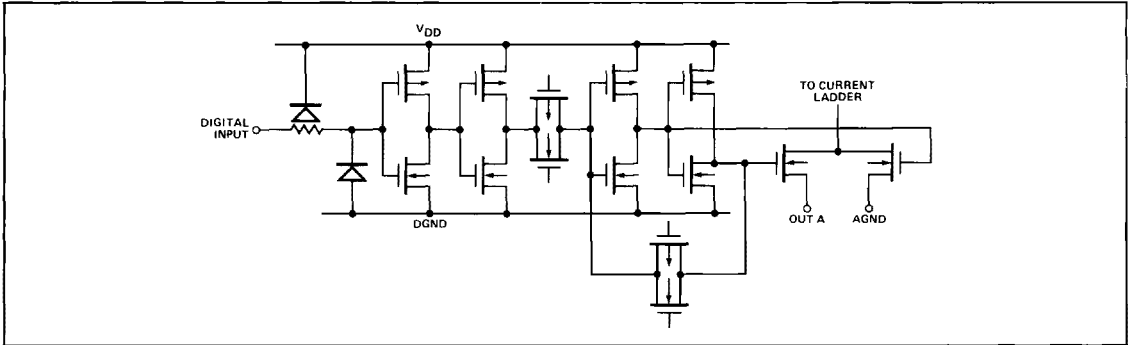 VDD
TO CURRENT
LADDER
DIGITAL
INPUT
DGND
OUT A
AGND